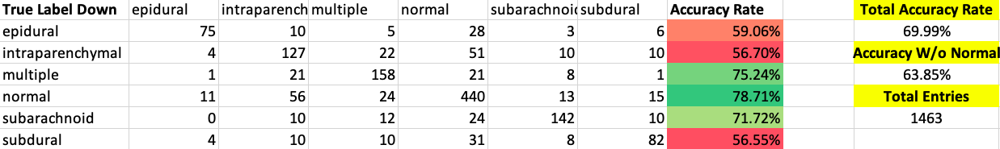 True Label Down epidural intraparench multiple normal subarachnoid subdural Accuracy Rate Total Accuracy Rate
epidural 75 10 5 28 3 6 59.06% 69.99%
intraparenchymal 4 127 22 51 10 10 56.70% Accuracy W/o Normal
multiple 1 21 158 21 8 1 75.24% 63.85%
normal 11 56 24 440 13 15 78.71% Total Entries
subarachnoid 0 10 12 24 142 10 71.72% 1463
subdural 4 10 10 31 8 82 56.55%